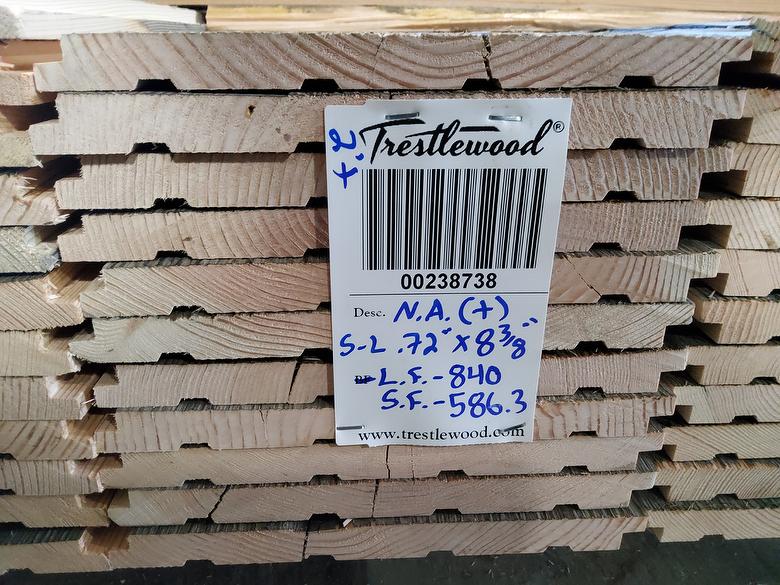 t.2
Trestlewood®
00238738
Desc. N.A. (+)
S-L .72" x 8 3/8"
L.F.-840
S.F.-586.3
www.trestlewood.com